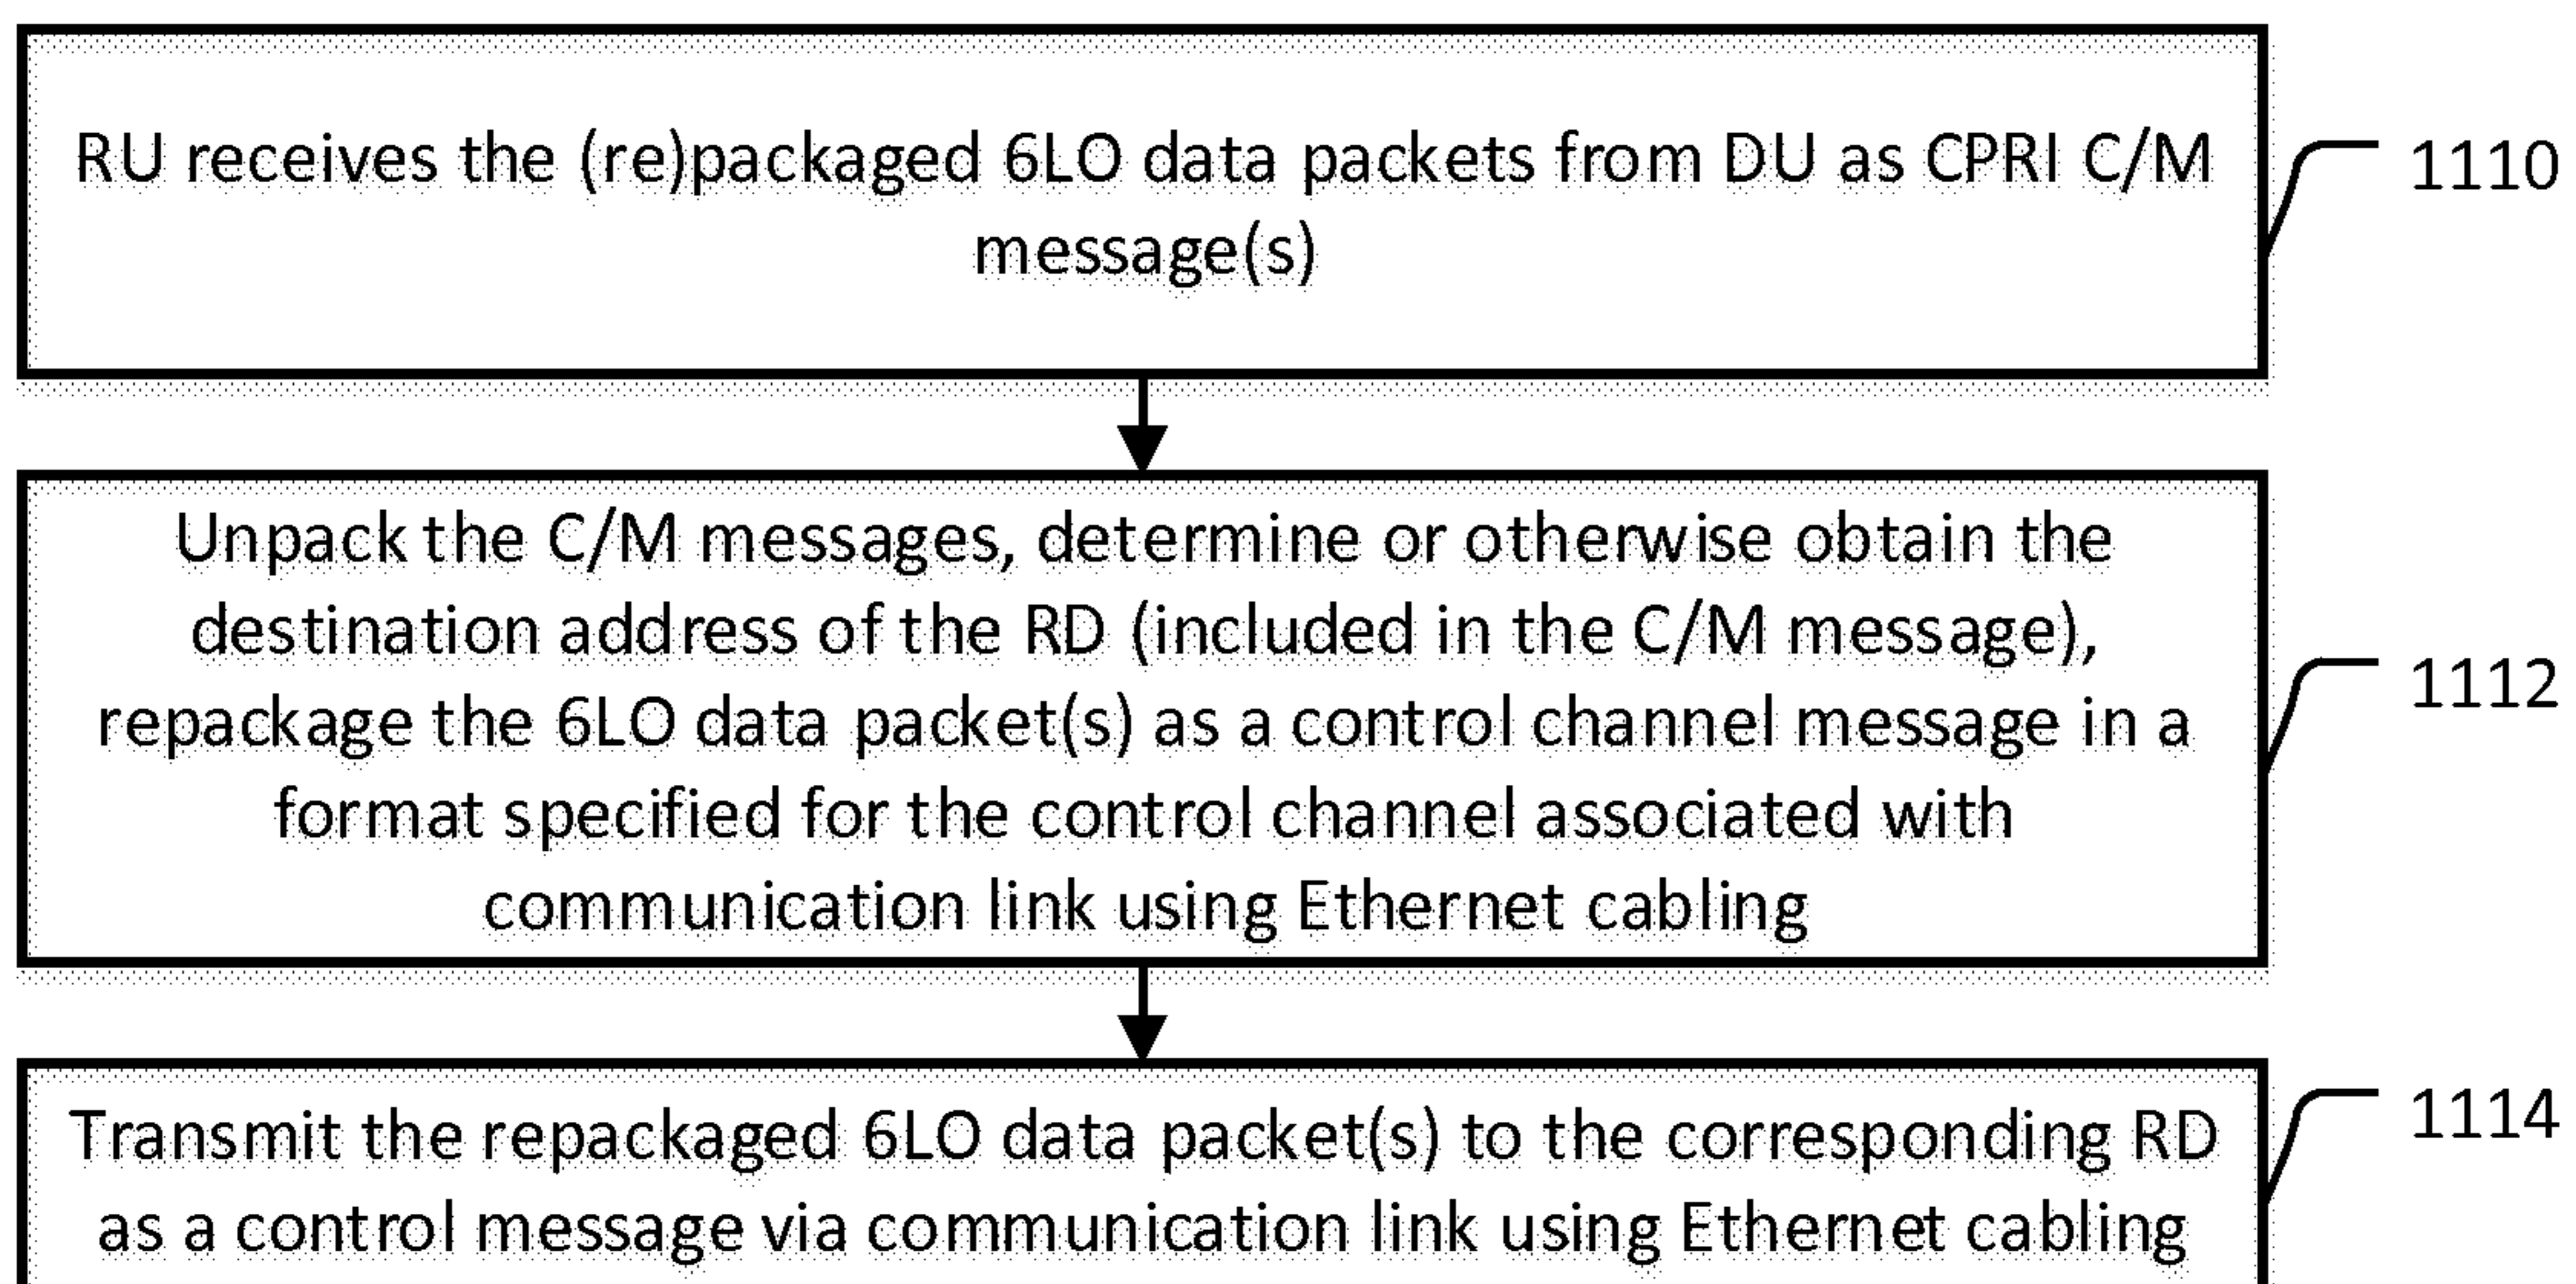 RU receives the (re)packaged 6LO data packets from DU as CPRI C/M
message(s)
1110
Unpack the C/M messages, determine or otherwise obtain the
destination address of the RD (included in the C/M message),
repackage the 6LO data packet(s) as a control channel message in a
format specified for the control channel associated with
communication link using Ethernet cabling
1112
Transmit the repackaged 6LO data packet(s) to the corresponding RD
as a control message via communication link using Ethernet cabling
1114